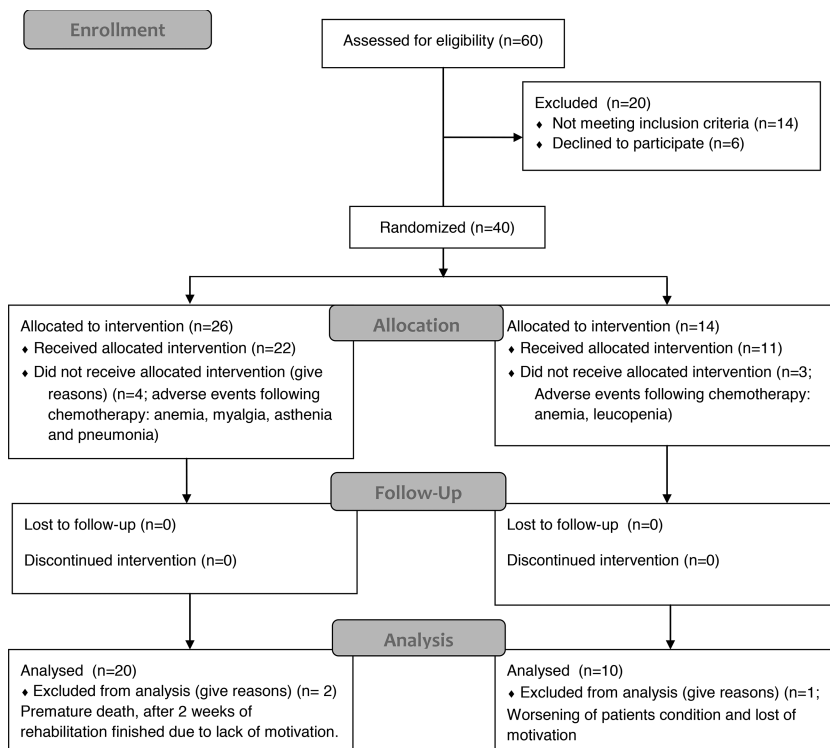 Enrollment
Assessed for eligibility (n=60)
Excluded (n=20)
♦ Not meeting inclusion criteria (n=14)
♦ Declined to participate (n=6)
Randomized (n=40)
Allocation
Allocated to intervention (n=26)
♦ Received allocated intervention (n=22)
♦ Did not receive allocated intervention (give
reasons) (n=4; adverse events following
chemotherapy: anemia, myalgia, asthenia
and pneumonia)
Allocated to intervention (n=14)
♦ Received allocated intervention (n=11)
♦ Did not receive allocated intervention (n=3;
Adverse events following chemotherapy:
anemia, leucopenia)
Follow-Up
Lost to follow-up (n=0)
Discontinued intervention (n=0)
Lost to follow-up (n=0)
Discontinued intervention (n=0)
Analysis
Analysed (n=20)
♦ Excluded from analysis (give reasons) (n= 2)
Premature death, after 2 weeks of
rehabilitation finished due to lack of motivation.
Analysed (n=10)
♦ Excluded from analysis (give reasons) (n=1;
Worsening of patients condition and lost of
motivation